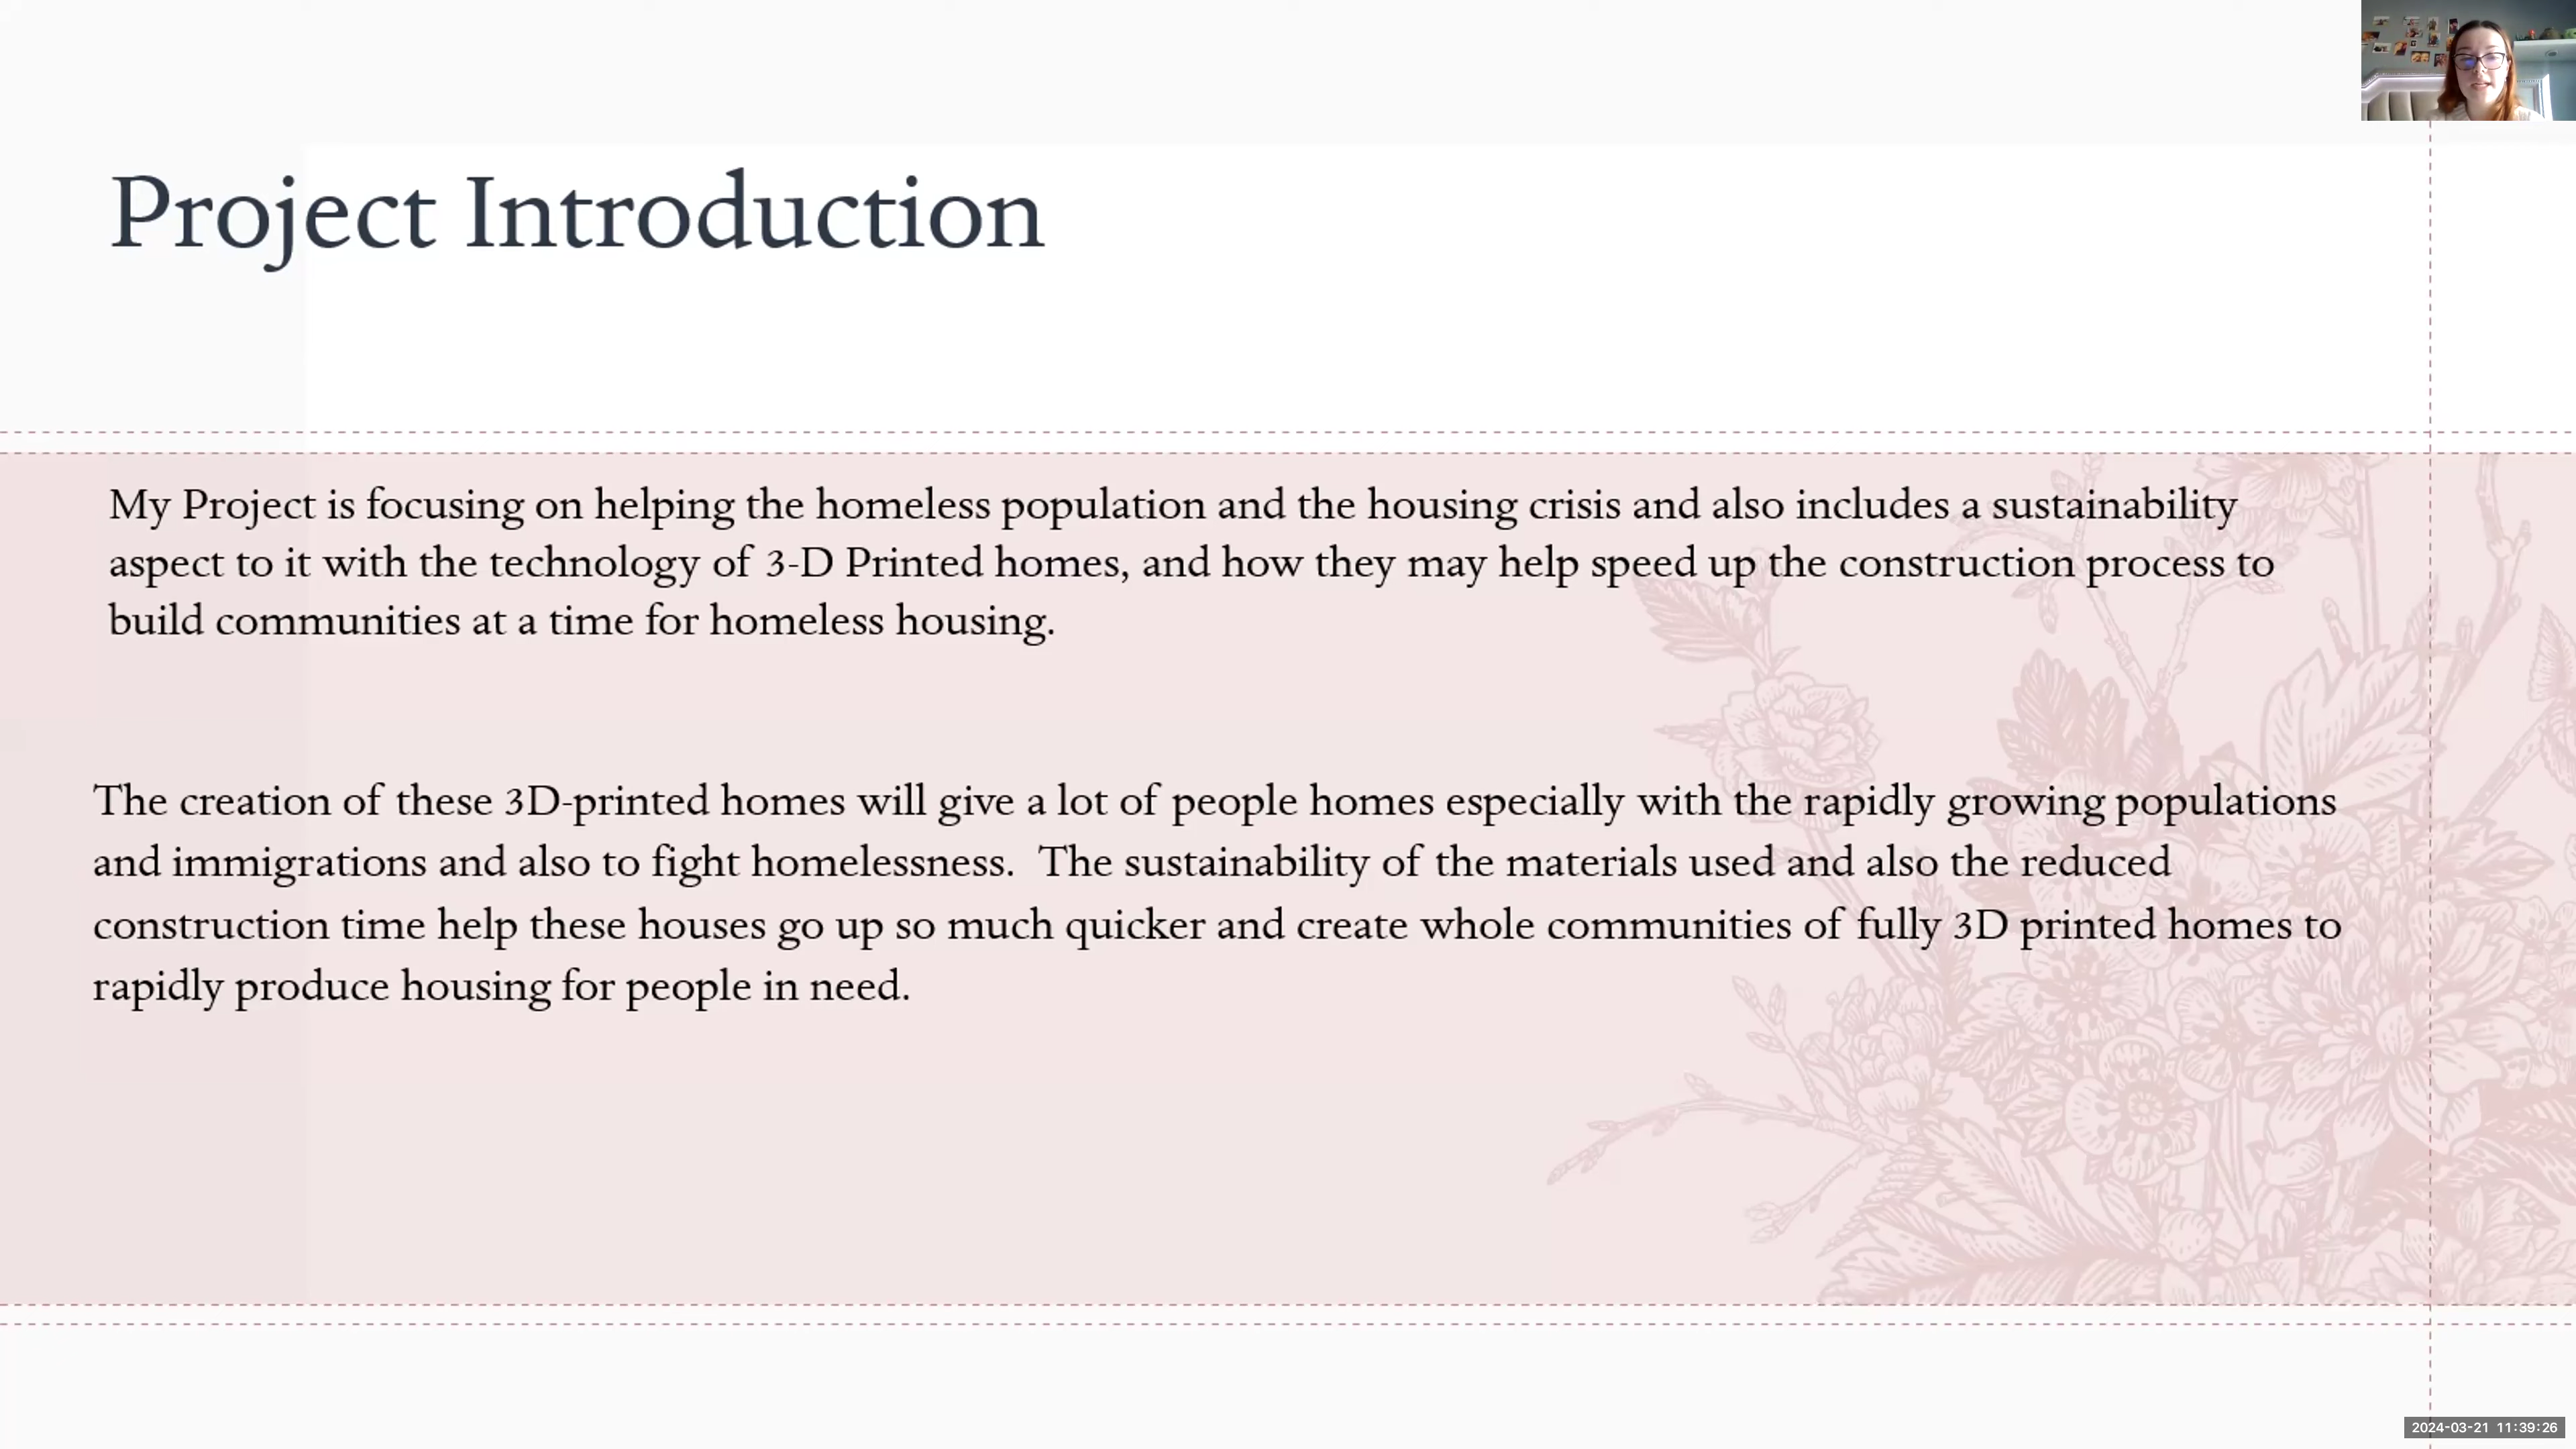 Project Introduction
My Project is focusing on helping the homeless population and the housing crisis and also includes a sustainability
aspect to it with the technology of 3-D Printed homes, and how they may help speed up the construction process to
build communities at a time for homeless housing.
The creation of these 3D-printed homes will give a lot of people homes especially with the rapidly growing populations
and immigrations and also to fight homelessness.  The sustainability of the materials used and also the reduced
construction time help these houses go up so much quicker and create whole communities of fully 3D printed homes to
rapidly produce housing for people in need.
2024-03-21 11:39:26